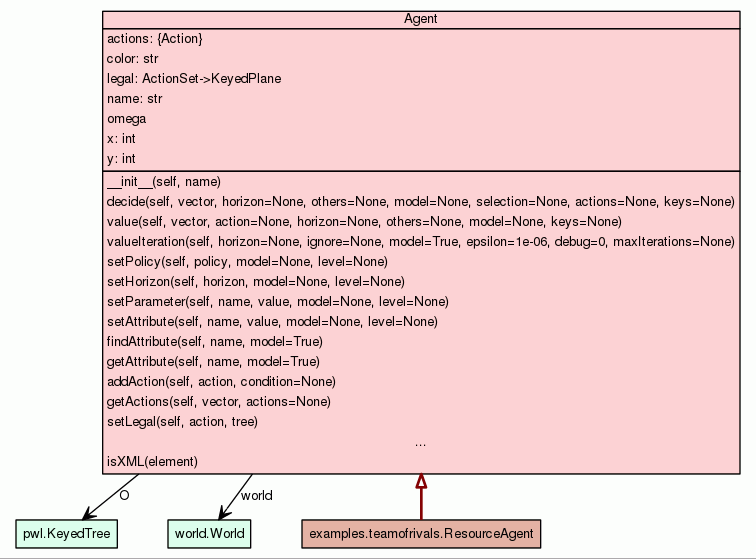 Agent
actions: {Action}
color: str
legal: ActionSet->KeyedPlane
name: str
omega
x: int
y: int
__init__(self, name)
decide(self, vector, horizon=None, others=None, model=None, selection=None, actions=None, keys=None)
value(self, vector, action=None, horizon=None, others=None, model=None, keys=None)
valueIteration(self, horizon=None, ignore=None, model=True, epsilon=1e-06, debug=0, maxIterations=None)
setPolicy(self, policy, model=None, level=None)
setHorizon(self, horizon, model=None, level=None)
setParameter(self, name, value, model=None, level=None)
setAttribute(self, name, value, model=None, level=None)
findAttribute(self, name, model=True)
getAttribute(self, name, model=True)
addAction(self, action, condition=None)
getActions(self, vector, actions=None)
setLegal(self, action, tree)
...
isXML(element)
O
world
pwl.KeyedTree
world.World
examples.teamofrivals.ResourceAgent